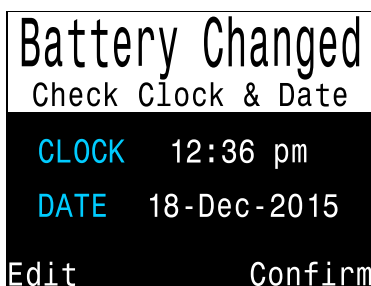 Battery Changed
Check Clock & Date
CLOCK 12:36 pm
DATE 18-Dec-2015
Edit Confirm